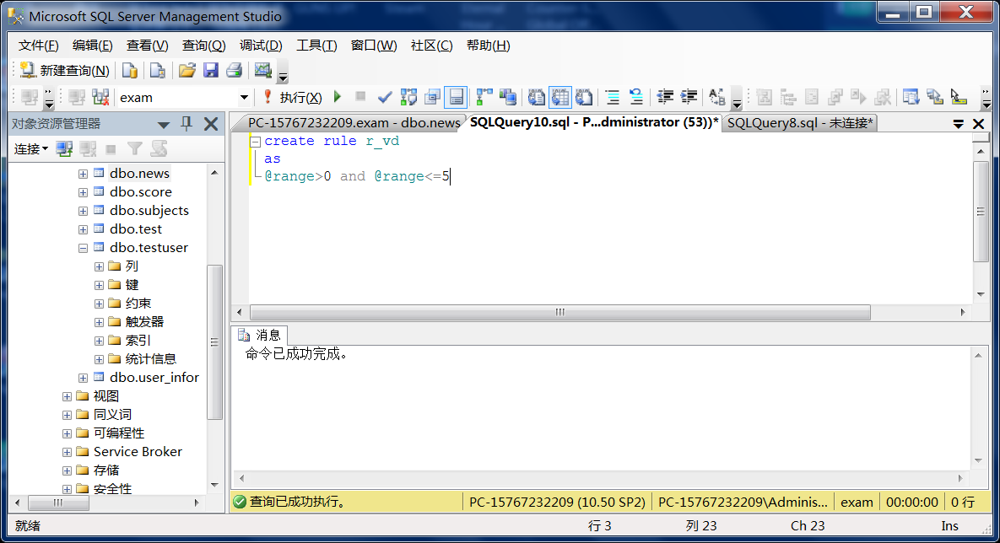 Microsoft SQL Server Management Studio
文件(F) 编辑(E) 查看(V) 查询(Q) 调试(D) 工具(T) 窗口(W) 社区(C) 帮助(H)
新建查询(N)
exam 执行(X)
对象资源管理器
PC-15767232209.exam - dbo.news SQLQuery10.sql - P...dministrator (53))* SQLQuery8.sql - 未连接*
连接
create rule r_vd
as
@range>0 and @range<=5
dbo.news
dbo.score
dbo.subjects
dbo.test
dbo.testuser
列
键
约束
触发器
索引
统计信息
dbo.user_infor
视图
同义词
可编程性
Service Broker
存储
安全性
消息
命令已成功完成。
查询已成功执行。 PC-15767232209 (10.50 SP2) PC-15767232209\Adminis... exam 00:00:00 0 行
就绪 行 3 列 23 Ch 23 Ins